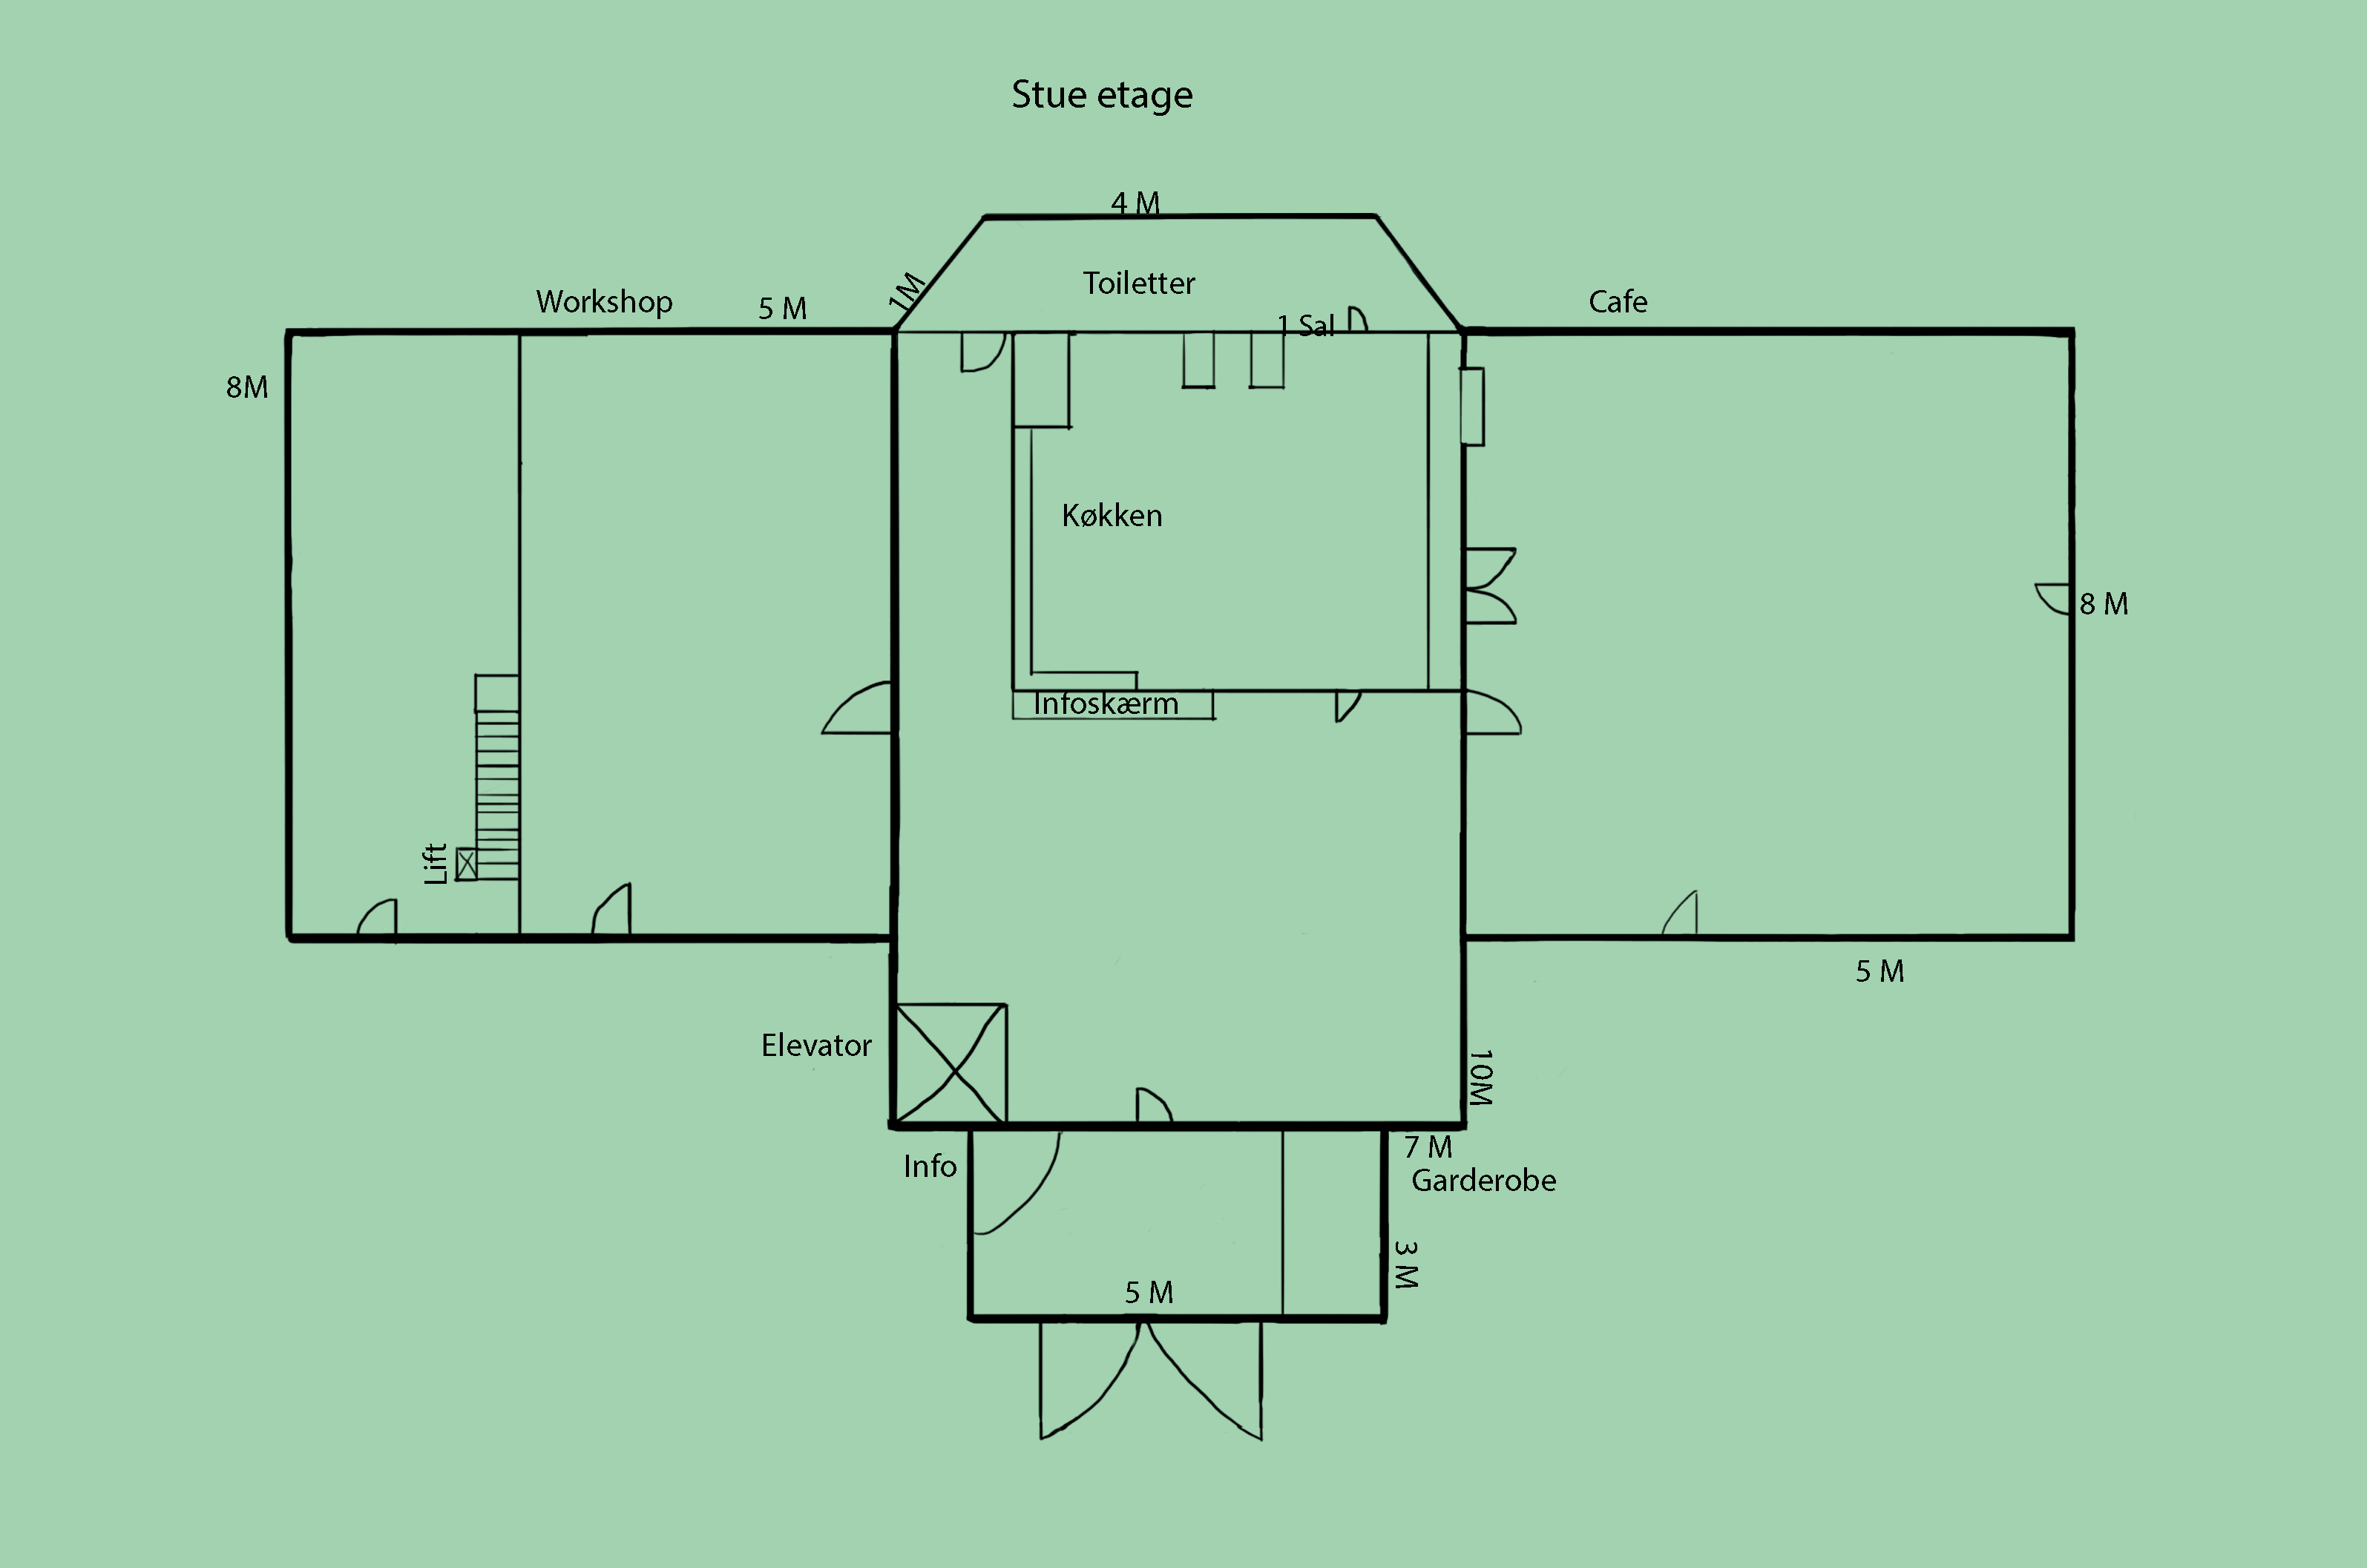 Stue etage
4 M
1M
Toiletter
Workshop
5 M
Cafe
1 Sal
8M
Køkken
8 M
Infoskærm
Lift
5 M
Elevator
10M
7 M
Info
Garderobe
3 M
5 M